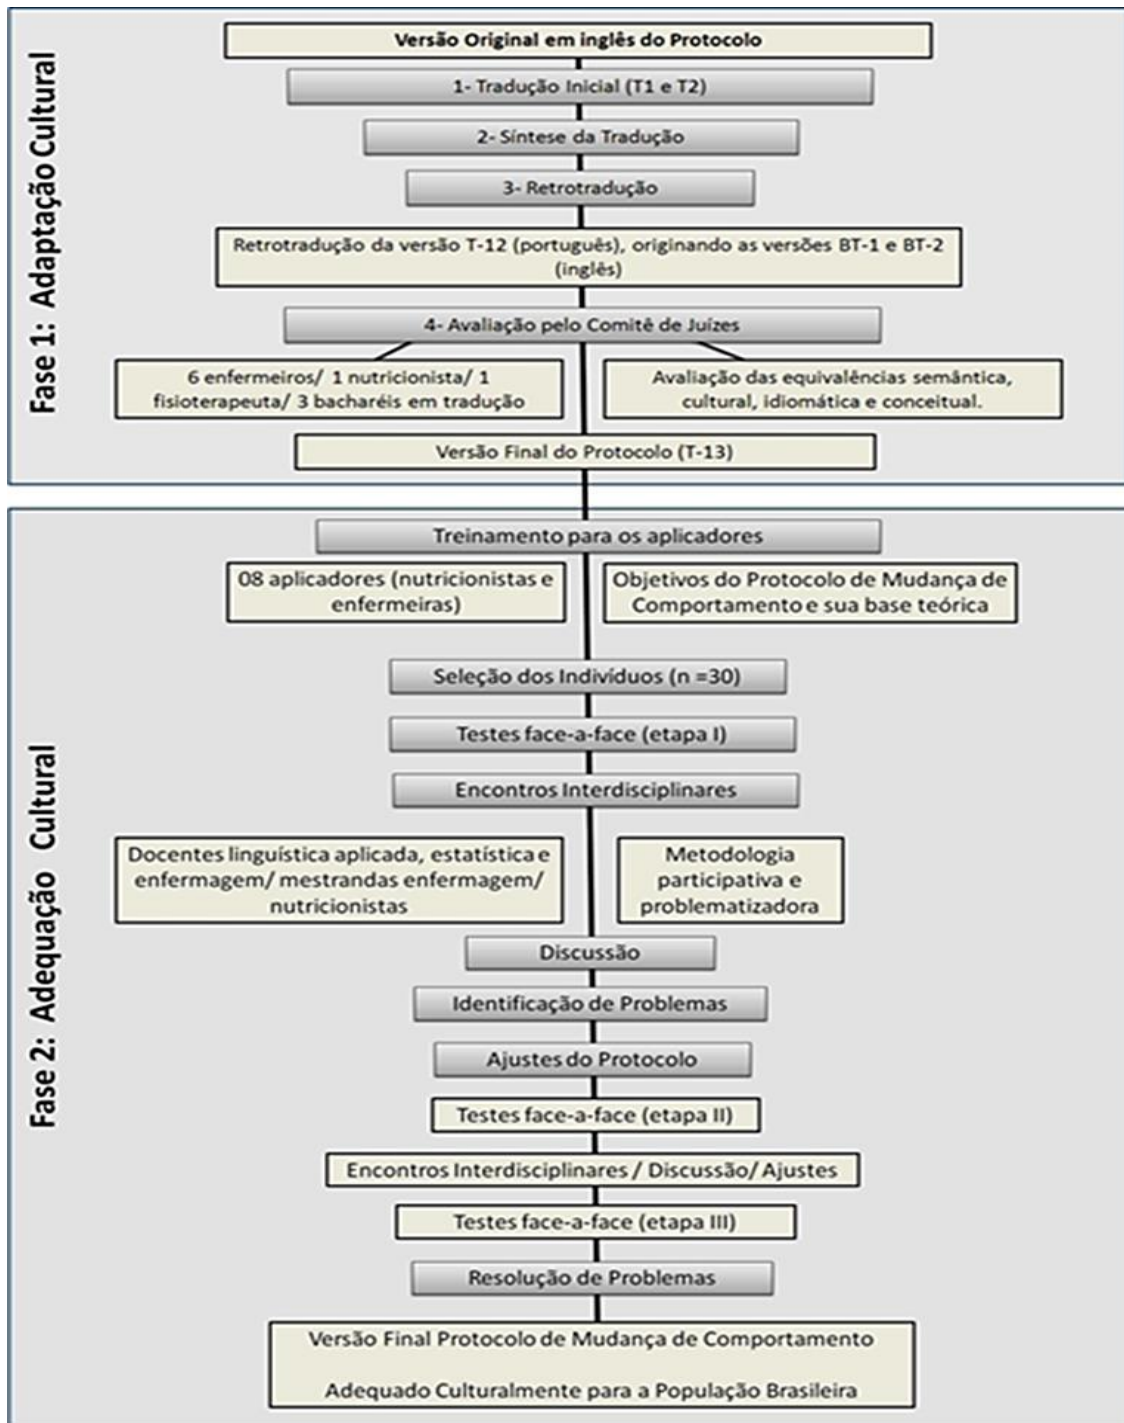 Fase 1: Adaptação Cultural
Versão Original em inglês do Protocolo
1- Tradução Inicial (T1 e T2)
2- Síntese da Tradução
3- Retrotradução
Retrotradução da versão T-12 (português), originando as versões BT-1 e BT-2
(inglês)
4- Avaliação pelo Comitê de Juízes
6 enfermeiros/ 1 nutricionista/ 1
fisioterapeuta/ 3 bacharéis em tradução
Avaliação das equivalências semântica,
cultural, idiomática e conceitual.
Versão Final do Protocolo (T-13)
Fase 2: Adequação Cultural
Treinamento para os aplicadores
08 aplicadores (nutricionistas e
enfermeiras)
Objetivos do Protocolo de Mudança de
Comportamento e sua base teórica
Seleção dos Indivíduos (n =30)
Testes face-a-face (etapa I)
Encontros Interdisciplinares
Docentes linguística aplicada, estatística e
enfermagem/ mestrandas enfermagem/
nutricionistas
Metodologia
participativa e
problematizadora
Discussão
Identificação de Problemas
Ajustes do Protocolo
Testes face-a-face (etapa II)
Encontros Interdisciplinares / Discussão/ Ajustes
Testes face-a-face (etapa III)
Resolução de Problemas
Versão Final Protocolo de Mudança de Comportamento
Adequado Culturalmente para a População Brasileira